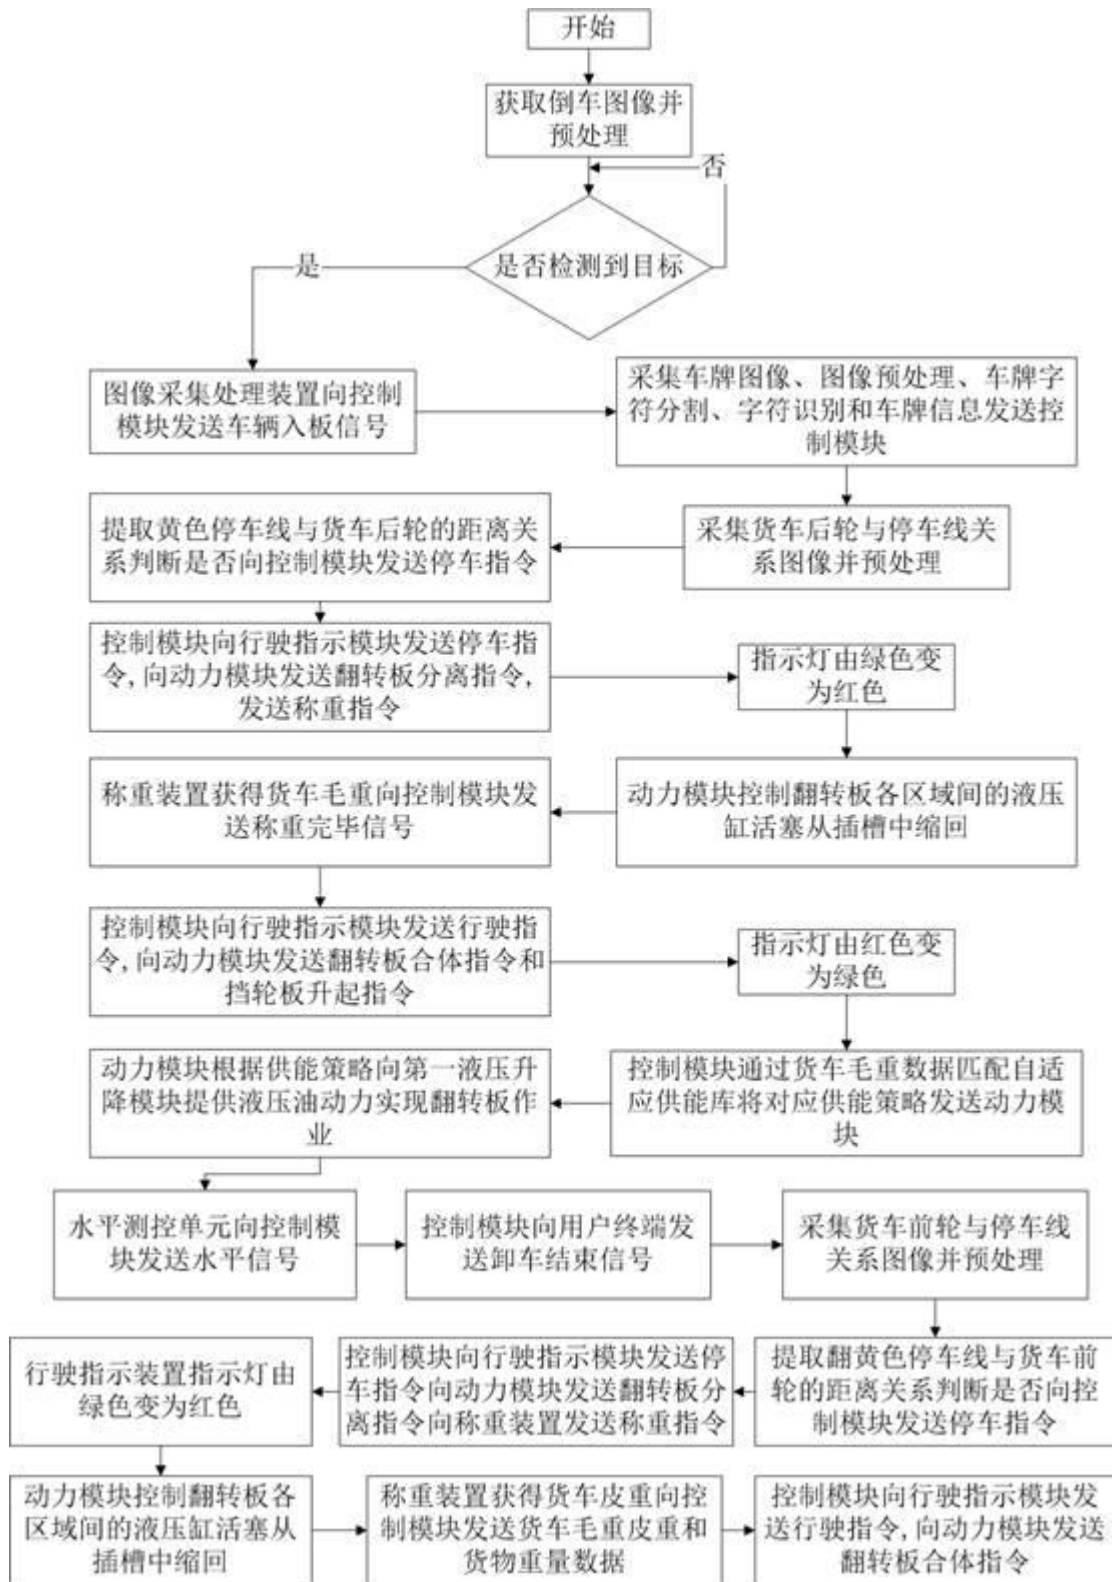 开始
获取倒车图像并
预处理
否
是否检测到目标
是
图像采集处理装置向控制
模块发送车辆入板信号
采集车牌图像、图像预处理、车牌字
符分割、字符识别和车牌信息发送控
制模块
提取黄色停车线与货车后轮的距离关
系判断是否向控制模块发送停车指令
采集货车后轮与停车线关
系图像并预处理
控制模块向行驶指示模块发送停车指
令,向动力模块发送翻转板分离指令,
发送称重指令
指示灯由绿色变
为红色
称重装置获得货车毛重向控制模块发
送称重完毕信号
动力模块控制翻转板各区域间的液压
缸活塞从插槽中缩回
控制模块向行驶指示模块发送行驶指
令,向动力模块发送翻转板合体指令和
挡轮板升起指令
指示灯由红色变
为绿色
动力模块根据供能策略向第一液压升
降模块提供液压油动力实现翻转板作
业
控制模块通过货车毛重数据匹配自适
应供能库将对应供能策略发送动力模
块
水平测控单元向控制模
块发送水平信号
控制模块向用户终端发
送卸车结束信号
采集货车前轮与停车线
关系图像并预处理
行驶指示装置指示灯由
绿色变为红色
控制模块向行驶指示模块发送停
车指令向动力模块发送翻转板分
离指令向称重装置发送称重指令
提取翻黄色停车线与货车前
轮的距离关系判断是否向控
制模块发送停车指令
动力模块控制翻转板各
区域间的液压缸活塞从
插槽中缩回
称重装置获得货车皮重向控
制模块发送货车毛重皮重和
货物重量数据
控制模块向行驶指示模块发
送行驶指令,向动力模块发送
翻转板合体指令